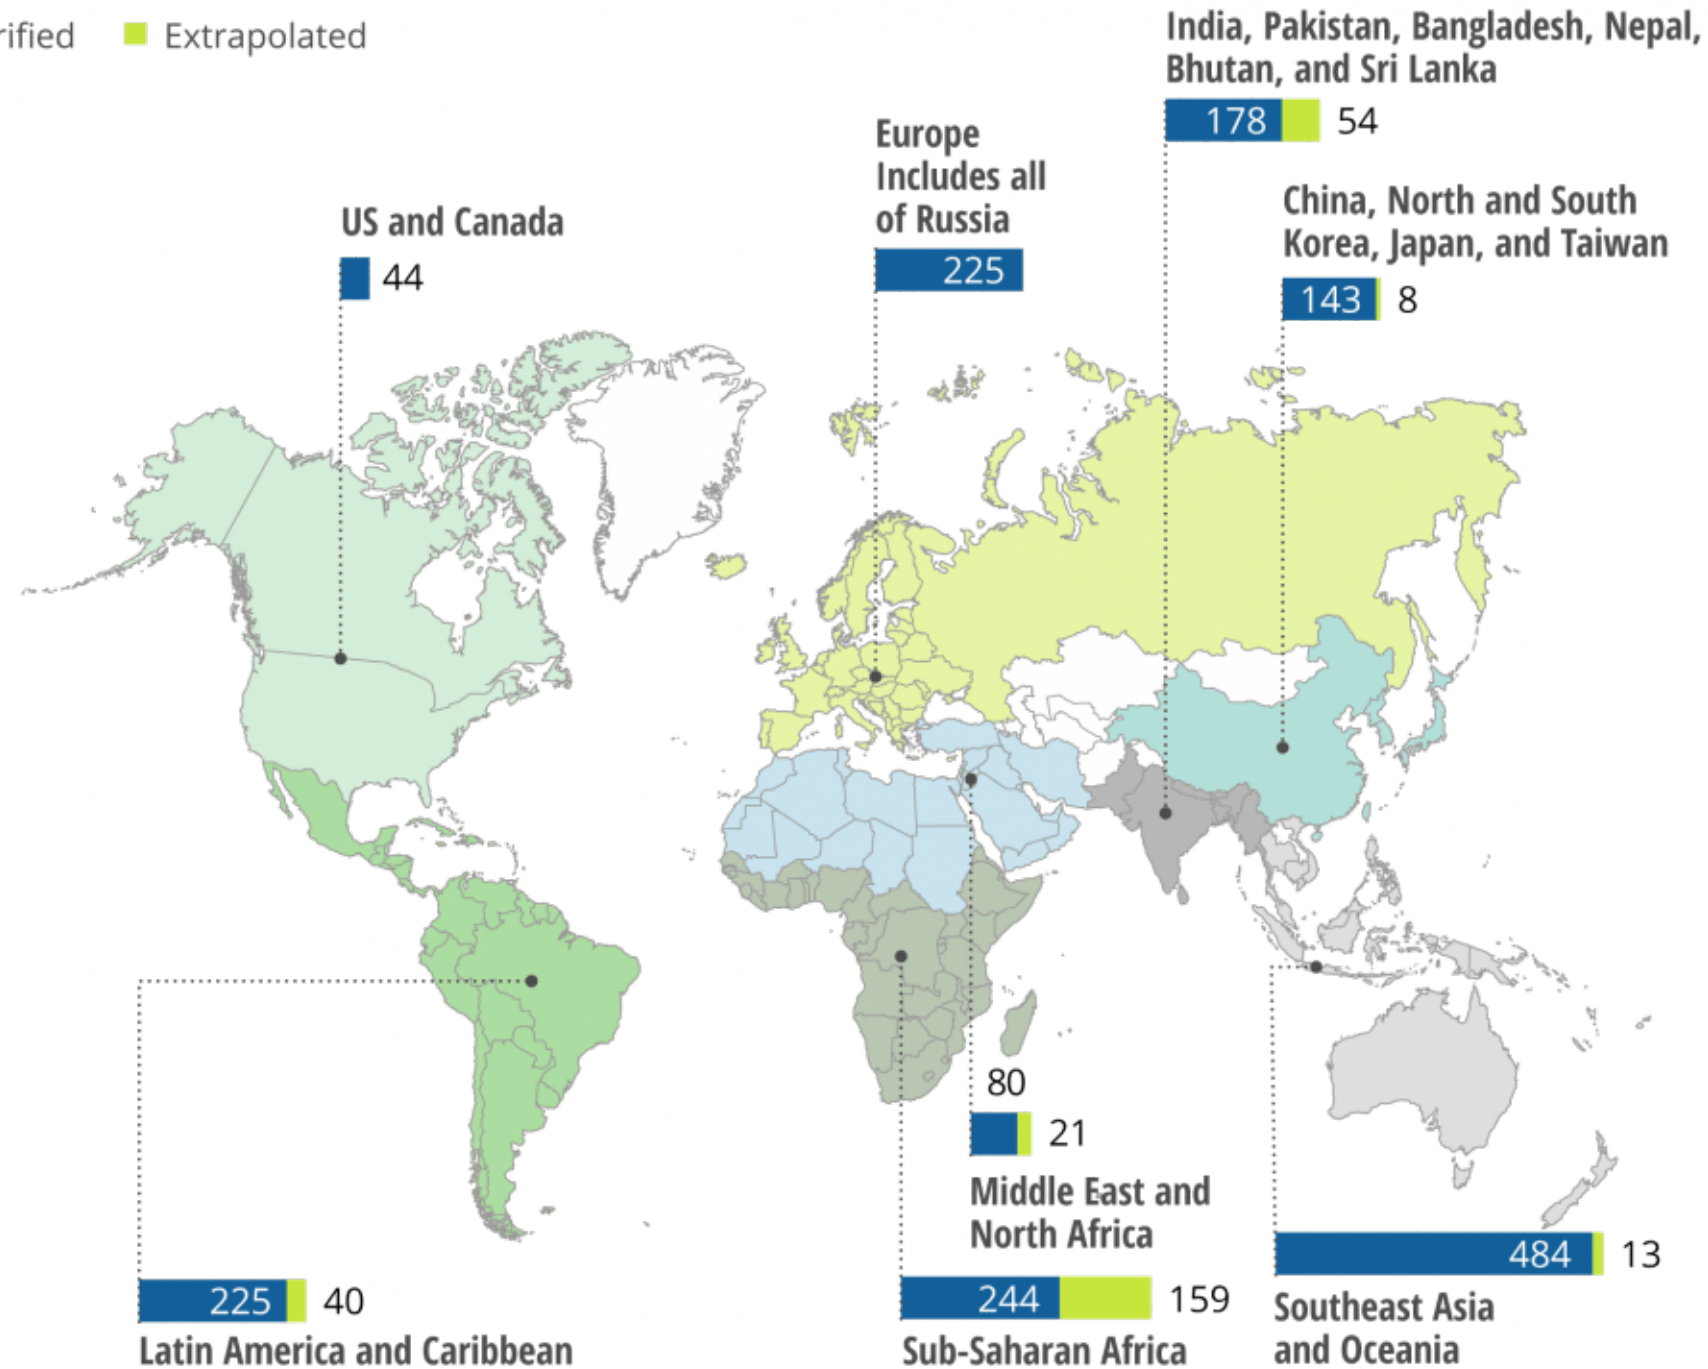 rified Extrapolated
India, Pakistan, Bangladesh, Nepal,
Bhutan, and Sri Lanka
178 54
Europe
Includes all
of Russia
225
China, North and South
Korea, Japan, and Taiwan
143 8
US and Canada
44
80
21
Middle East and
North Africa
484 13
Southeast Asia
and Oceania
244 159
Sub-Saharan Africa
225 40
Latin America and Caribbean